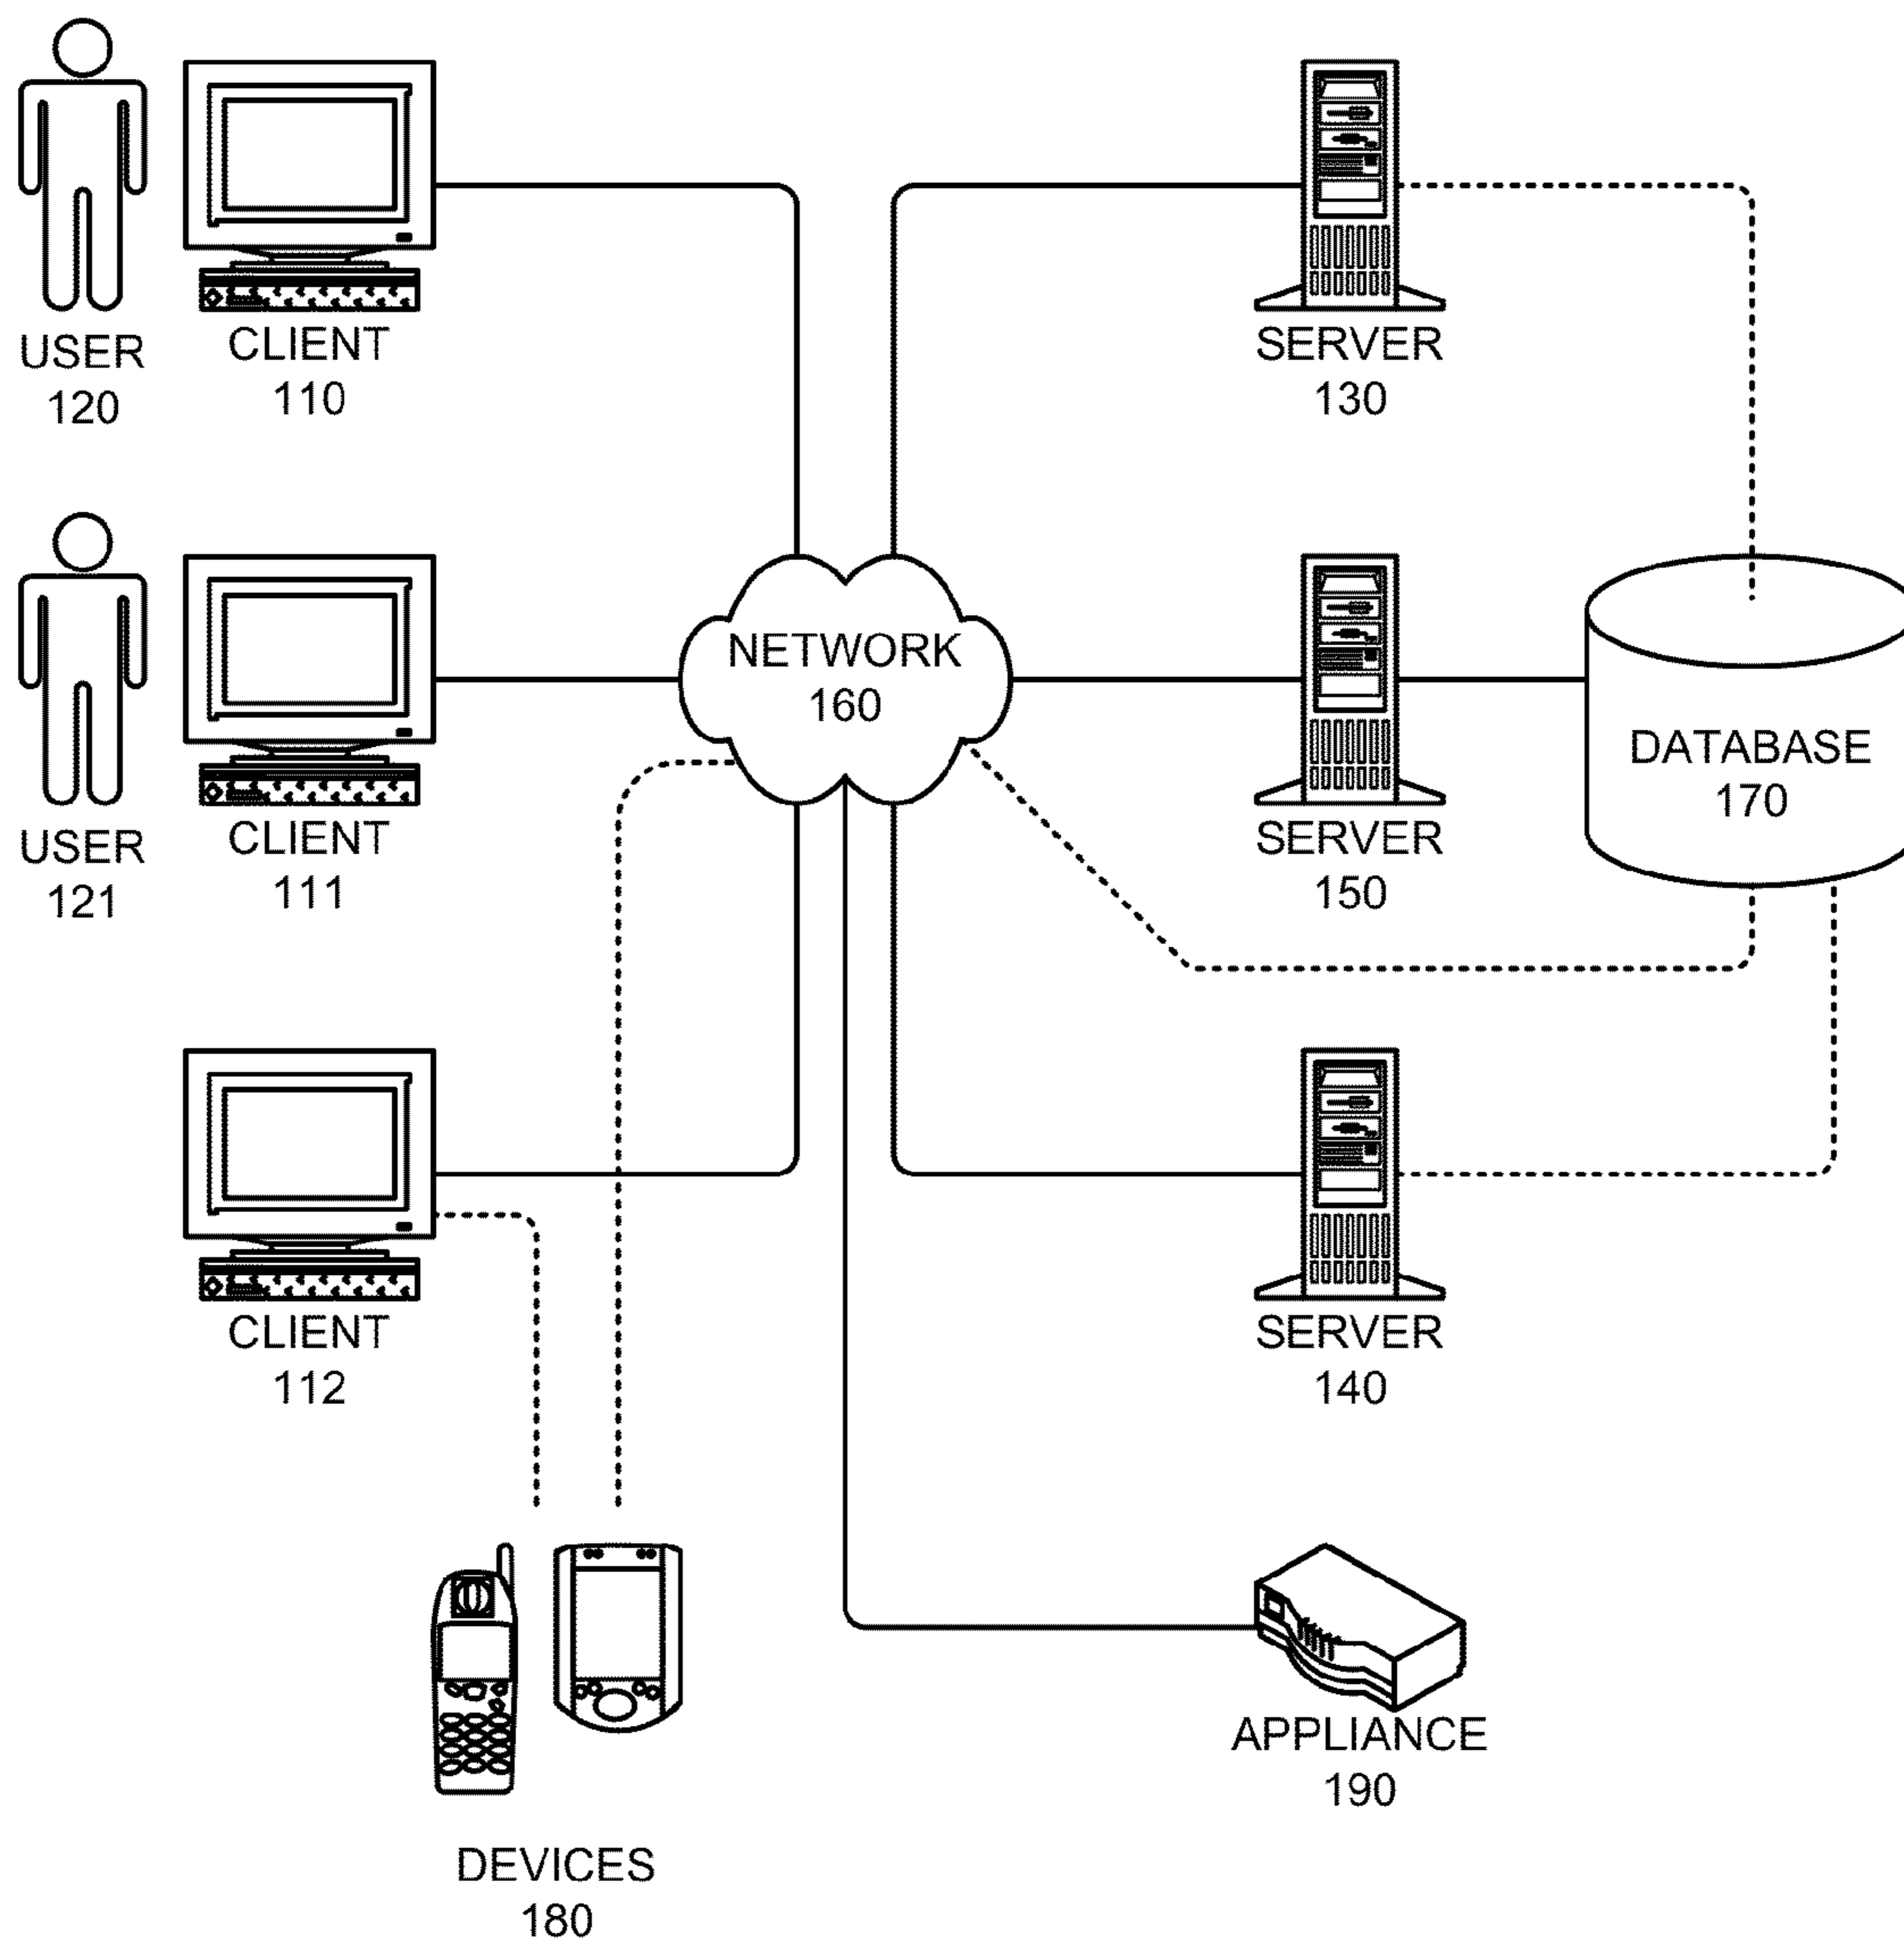 USER
120
CLIENT
110
SERVER
130
NETWORK
160
USER
121
CLIENT
111
SERVER
150
DATABASE
170
CLIENT
112
SERVER
140
DEVICES
180
APPLIANCE
190